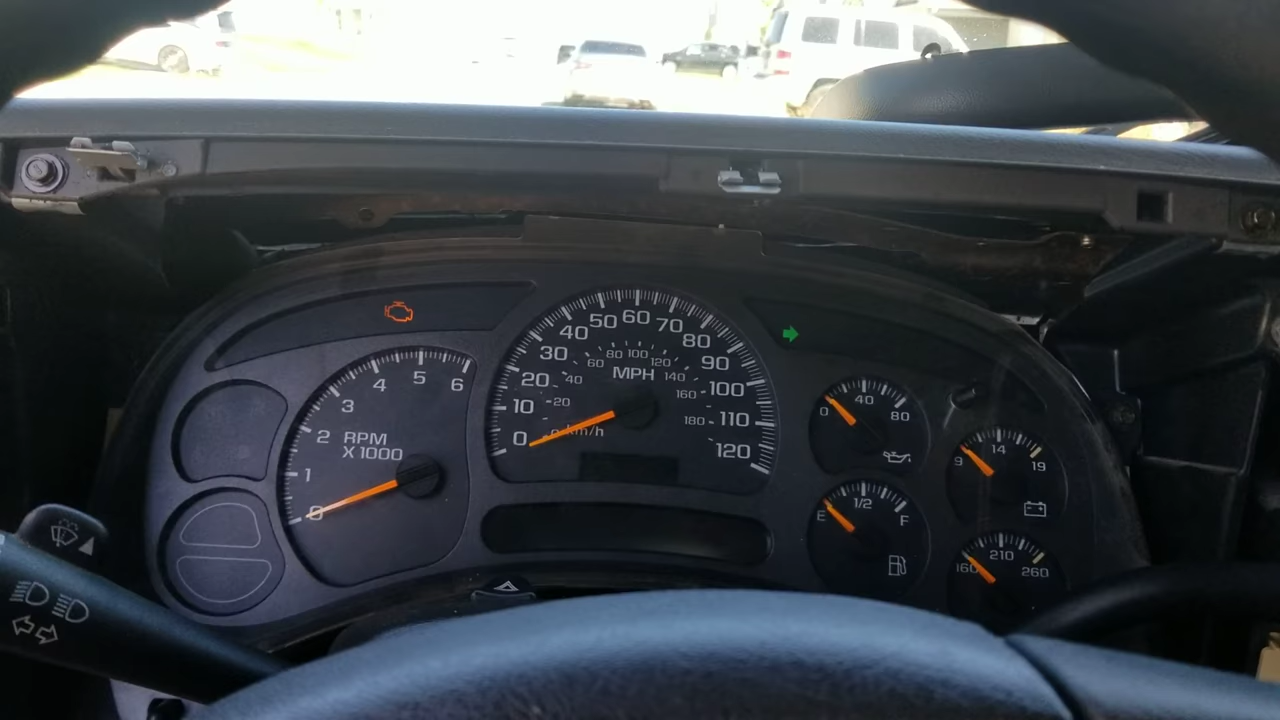 0 1 2 3 4 5 6
RPM
X 1000
0 10 20 30 40 50 60 70 80 90 100 110 120
20 40 60 80 100 120 140 160 180
MPH
km/h
0 40 80
9 14 19
E 1/2 F
160 210 260